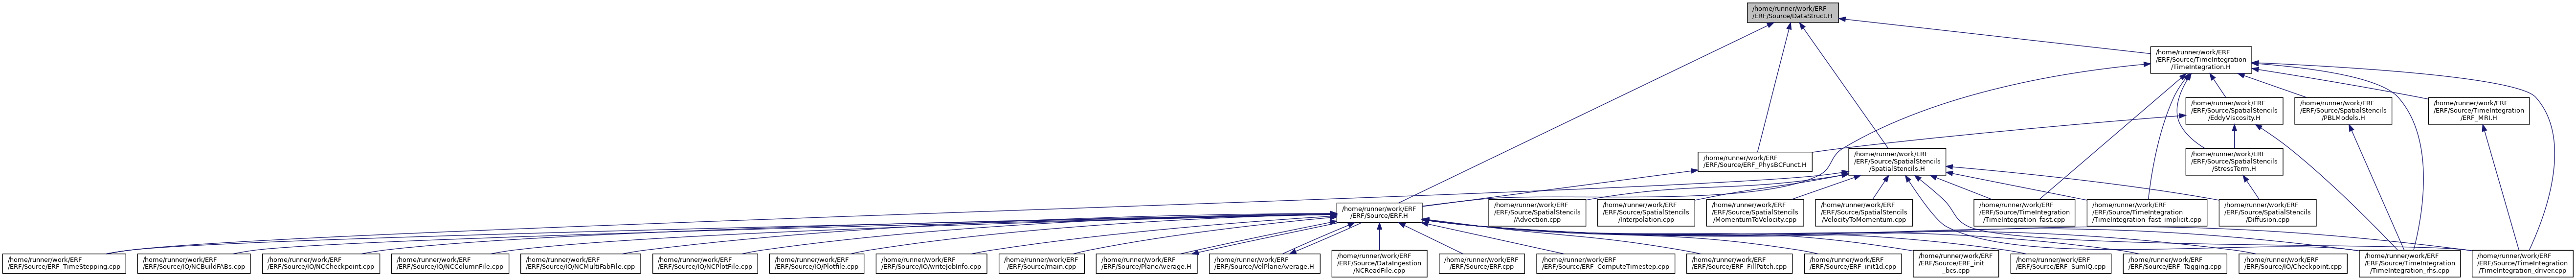 /home/runner/work/ERF
/ERF/Source/DataStruct.H
/home/runner/work/ERF
/ERF/Source/TimeIntegration
/TimeIntegration.H
/home/runner/work/ERF
/ERF/Source/SpatialStencils
/EddyViscosity.H
/home/runner/work/ERF
/ERF/Source/SpatialStencils
/PBLModels.H
/home/runner/work/ERF
/ERF/Source/TimeIntegration
/ERF_MRI.H
/home/runner/work/ERF
/ERF/Source/ERF_PhysBCFunct.H
/home/runner/work/ERF
/ERF/Source/SpatialStencils
/SpatialStencils.H
/home/runner/work/ERF
/ERF/Source/SpatialStencils
/StressTerm.H
/home/runner/work/ERF
/ERF/Source/ERF.H
/home/runner/work/ERF
/ERF/Source/SpatialStencils
/Advection.cpp
/home/runner/work/ERF
/ERF/Source/SpatialStencils
/Interpolation.cpp
/home/runner/work/ERF
/ERF/Source/SpatialStencils
/MomentumToVelocity.cpp
/home/runner/work/ERF
/ERF/Source/SpatialStencils
/VelocityToMomentum.cpp
/home/runner/work/ERF
/ERF/Source/TimeIntegration
/TimeIntegration_fast.cpp
/home/runner/work/ERF
/ERF/Source/TimeIntegration
/TimeIntegration_fast_implicit.cpp
/home/runner/work/ERF
/ERF/Source/SpatialStencils
/Diffusion.cpp
/home/runner/work/ERF
/ERF/Source/ERF_TimeStepping.cpp
/home/runner/work/ERF
/ERF/Source/IO/NCBuildFABs.cpp
/home/runner/work/ERF
/ERF/Source/IO/NCCheckpoint.cpp
/home/runner/work/ERF
/ERF/Source/IO/NCColumnFile.cpp
/home/runner/work/ERF
/ERF/Source/IO/NCMultiFabFile.cpp
/home/runner/work/ERF
/ERF/Source/IO/NCPlotFile.cpp
/home/runner/work/ERF
/ERF/Source/IO/Plotfile.cpp
/home/runner/work/ERF
/ERF/Source/IO/writeJobInfo.cpp
/home/runner/work/ERF
/ERF/Source/main.cpp
/home/runner/work/ERF
/ERF/Source/PlaneAverage.H
/home/runner/work/ERF
/ERF/Source/VelPlaneAverage.H
/home/runner/work/ERF
/ERF/Source/DataIngestion
/NCReadFile.cpp
/home/runner/work/ERF
/ERF/Source/ERF.cpp
/home/runner/work/ERF
/ERF/Source/ERF_ComputeTimestep.cpp
/home/runner/work/ERF
/ERF/Source/ERF_FillPatch.cpp
/home/runner/work/ERF
/ERF/Source/ERF_init1d.cpp
/home/runner/work/ERF
/ERF/Source/ERF_init
_bcs.cpp
/home/runner/work/ERF
/ERF/Source/ERF_SumIQ.cpp
/home/runner/work/ERF
/ERF/Source/ERF_Tagging.cpp
/home/runner/work/ERF
/ERF/Source/IO/Checkpoint.cpp
/home/runner/work/ERF
/ERF/Source/TimeIntegration
/TimeIntegration_rhs.cpp
/home/runner/work/ERF
/ERF/Source/TimeIntegration
/TimeIntegration_driver.cpp